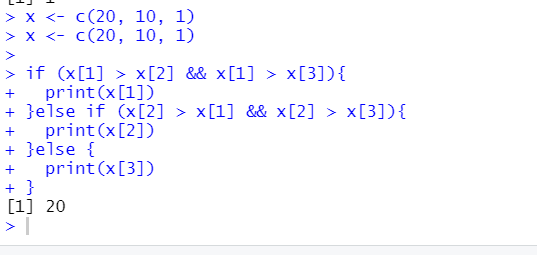 > x <- c(20, 10, 1)
> x <- c(20, 10, 1)
>
> if (x[1] > x[2] && x[1] > x[3]){
+   print(x[1])
+ }else if (x[2] > x[1] && x[2] > x[3]){
+   print(x[2])
+ }else {
+   print(x[3])
+ }
[1] 20
>